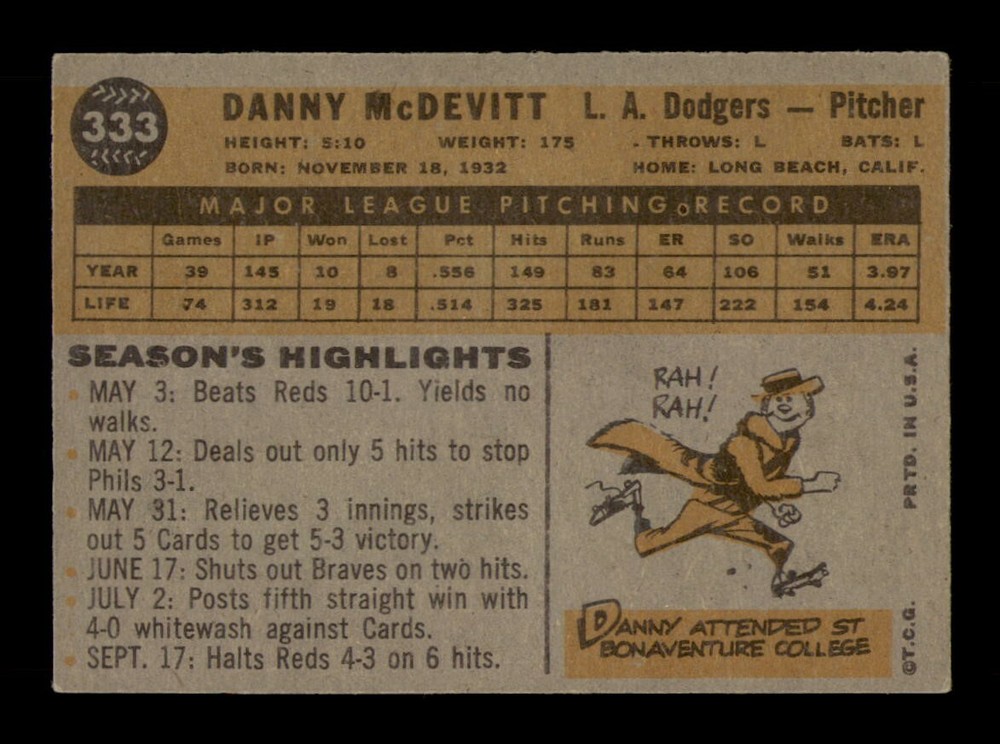 333
DANNY McDEVITT L. A. Dodgers — Pitcher
HEIGHT: 5:10 WEIGHT: 175 THROWS: L BATS: L
BORN: NOVEMBER 18, 1932 HOME: LONG BEACH, CALIF.
MAJOR LEAGUE PITCHING RECORD
Games IP Won Lost Pct Hits Runs ER SO Walks ERA
YEAR 39 145 10 8 .556 149 83 64 106 51 3.97
LIFE 74 312 19 18 .514 325 181 147 222 154 4.24
SEASON'S HIGHLIGHTS
• MAY 3: Beats Reds 10-1. Yields no
walks.
• MAY 12: Deals out only 5 hits to stop
Phils 3-1.
• MAY 31: Relieves 3 innings, strikes
out 5 Cards to get 5-3 victory.
• JUNE 17: Shuts out Braves on two hits.
• JULY 2: Posts fifth straight win with
4-0 whitewash against Cards.
• SEPT. 17: Halts Reds 4-3 on 6 hits.
RAH!
RAH!
DANNY ATTENDED ST
BONAVENTURE COLLEGE
PRTD. IN U.S.A.
©T.C.G.